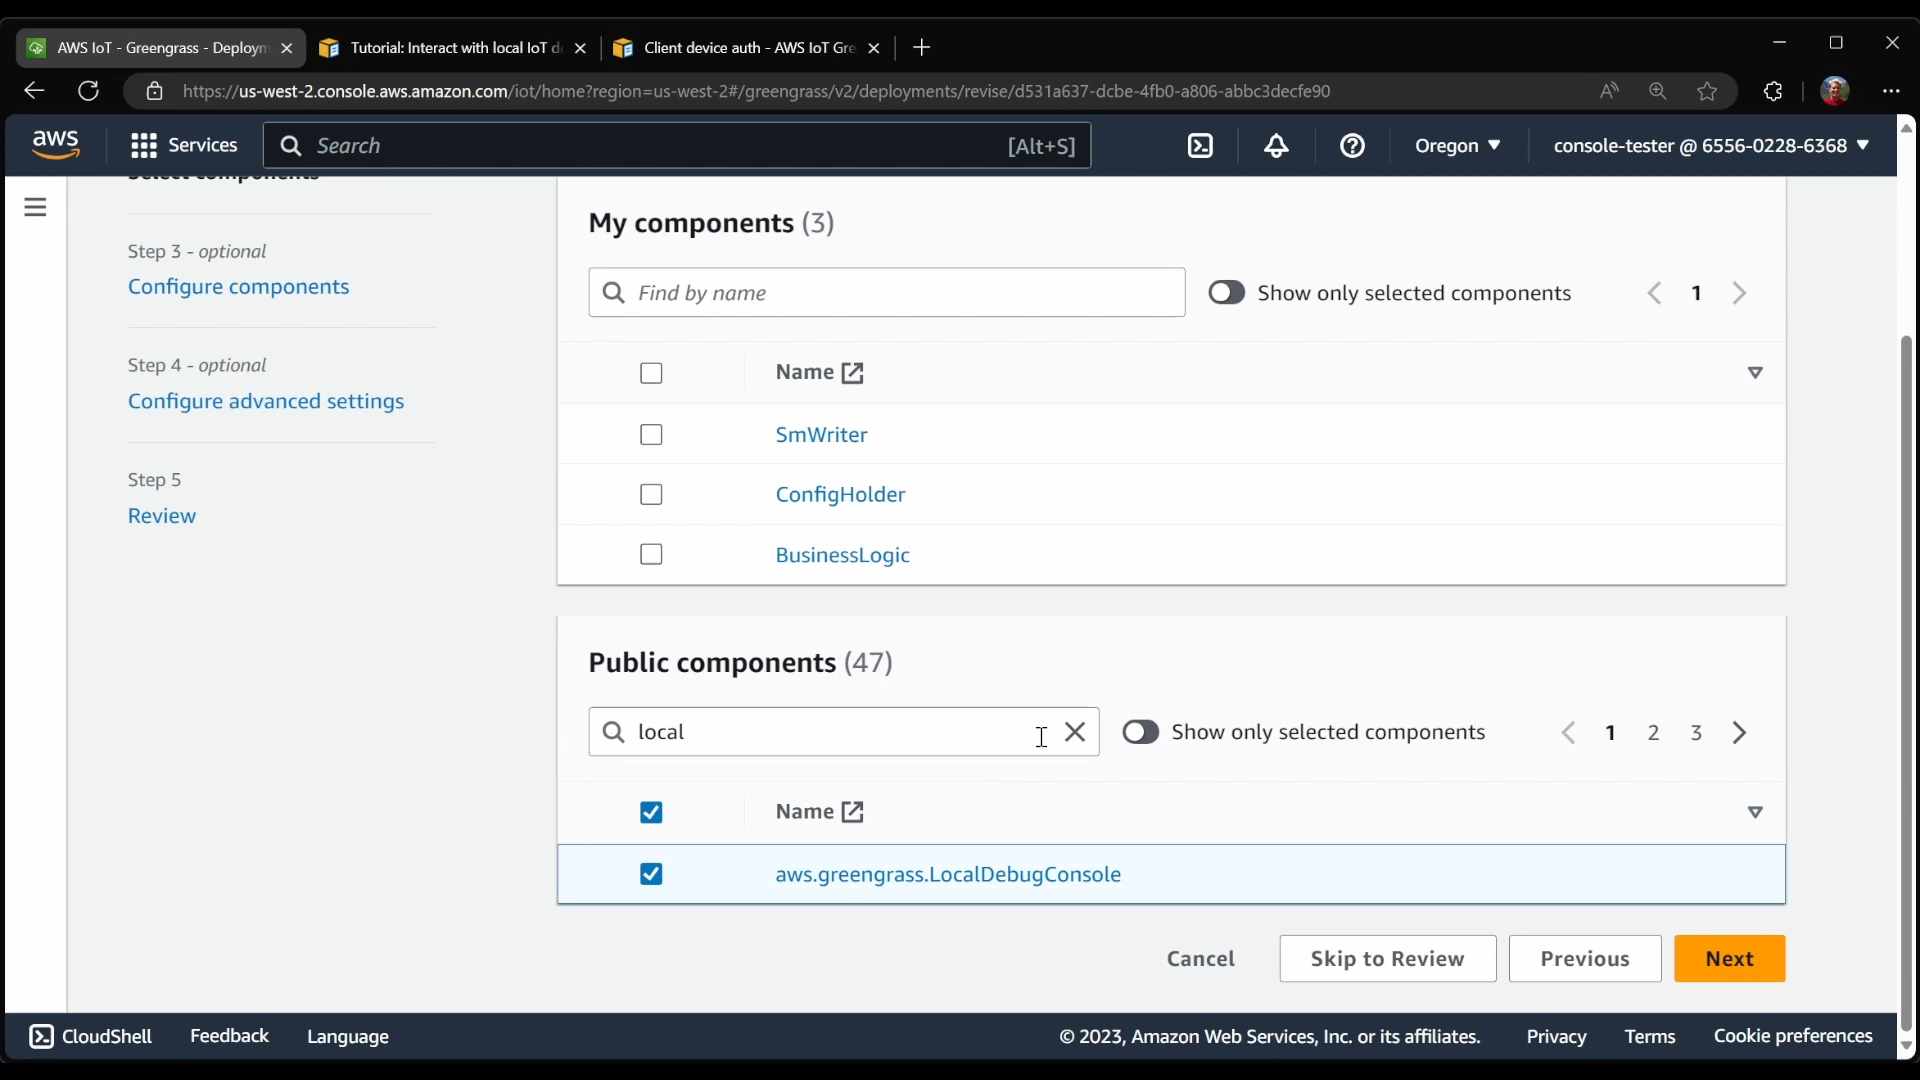 AWS IoT - Greengrass - Deploym
Tutorial: Interact with local IoT d
Client device auth - AWS IoT Gre
https://us-west-2.console.aws.amazon.com/iot/home?region=us-west-2#/greengrass/v2/deployments/revise/d531a637-dcbe-4fb0-a806-abbc3decfe90
aws
Services
Search
[Alt+S]
Oregon
console-tester @ 6556-0228-6368
Select components
Step 3 - optional
Configure components
Step 4 - optional
Configure advanced settings
Step 5
Review
My components (3)
Find by name
Show only selected components
1
Name
SmWriter
ConfigHolder
BusinessLogic
Public components (47)
local
Show only selected components
1 2 3
Name
aws.greengrass.LocalDebugConsole
Cancel
Skip to Review
Previous
Next
CloudShell
Feedback
Language
© 2023, Amazon Web Services, Inc. or its affiliates.
Privacy
Terms
Cookie preferences